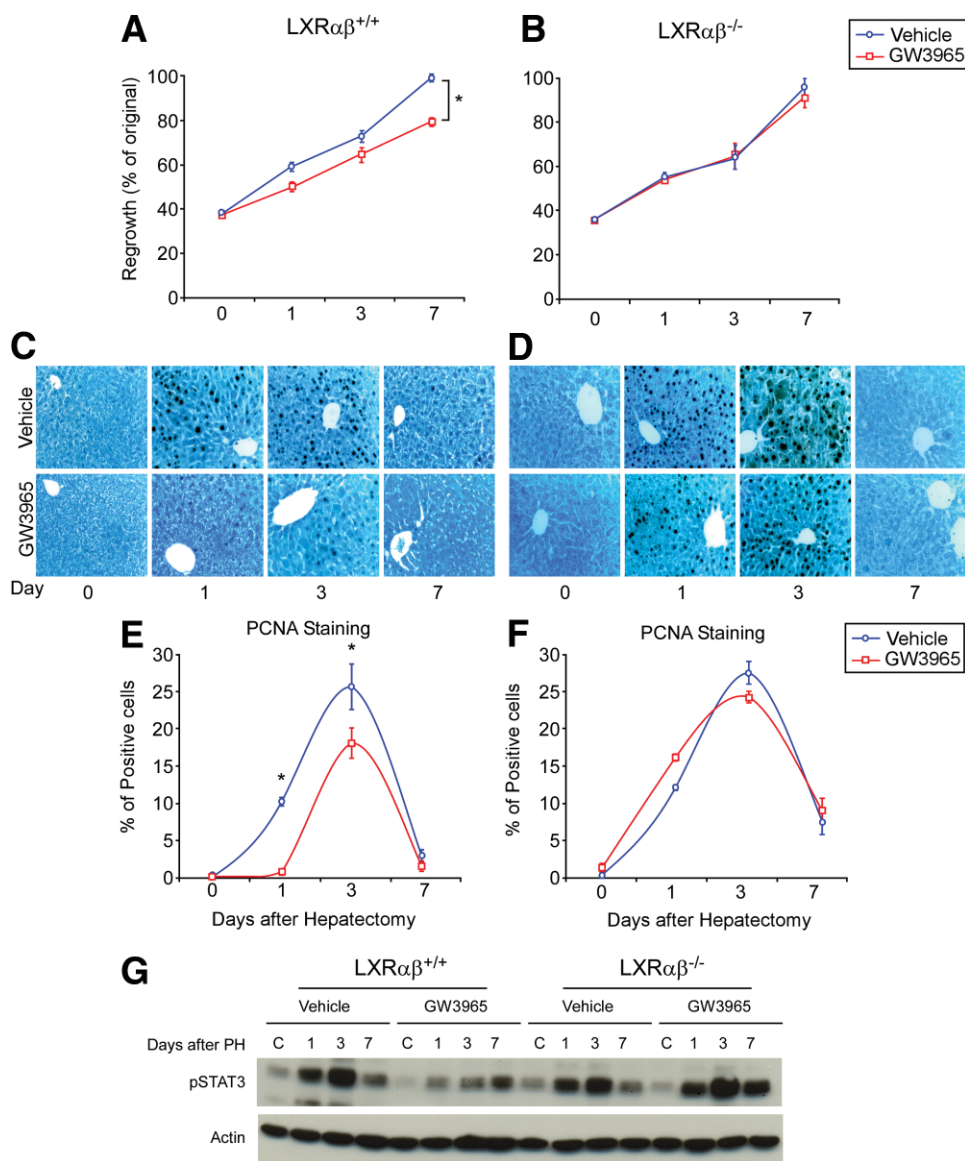 A LXRαβ+/+
B LXRαβ-/-
Vehicle
GW3965
Regrowth (% of original)
100
80
60
40
20
0
*
0 1 3 7
100
80
60
40
20
0
0 1 3 7
C
D
Vehicle
GW3965
Day 0 1 3 7
0 1 3 7
E PCNA Staining
% of Positive cells
30
25
20
15
10
5
0
*
*
0 1 3 7
Days after Hepatectomy
F PCNA Staining
Vehicle
GW3965
% of Positive cells
30
25
20
15
10
5
0
0 1 3 7
Days after Hepatectomy
G
LXRαβ+/+ LXRαβ-/-
Vehicle GW3965 Vehicle GW3965
Days after PH C 1 3 7 C 1 3 7 C 1 3 7 C 1 3 7
pSTAT3
Actin